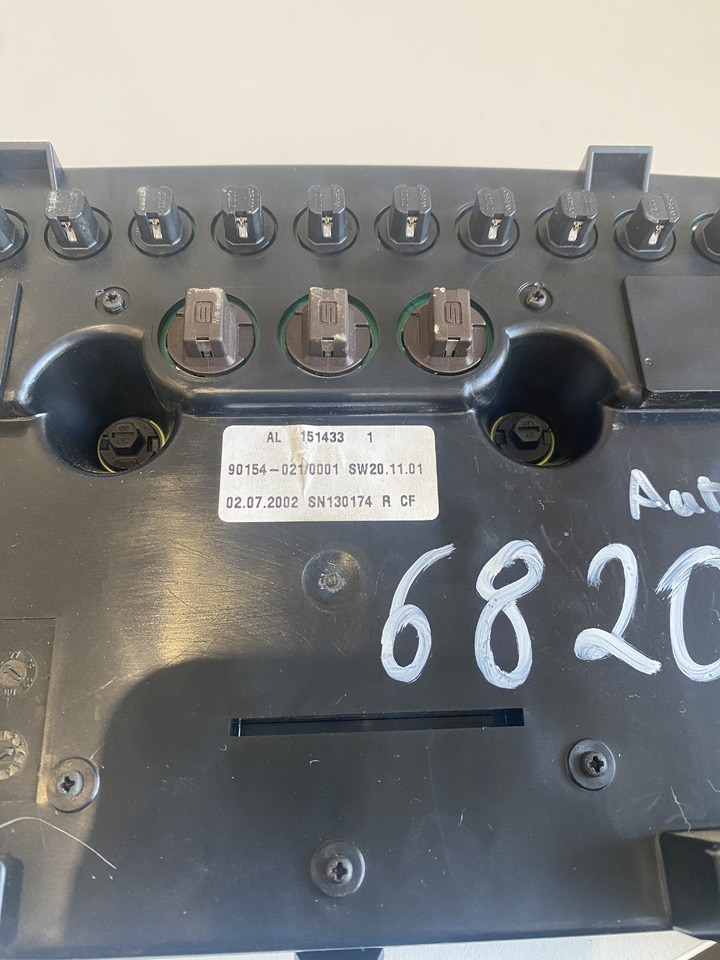 AL 151433 1
90154-021/0001 SW20.11.01
02.07.2002 SN130174 R CF
Aut
6820